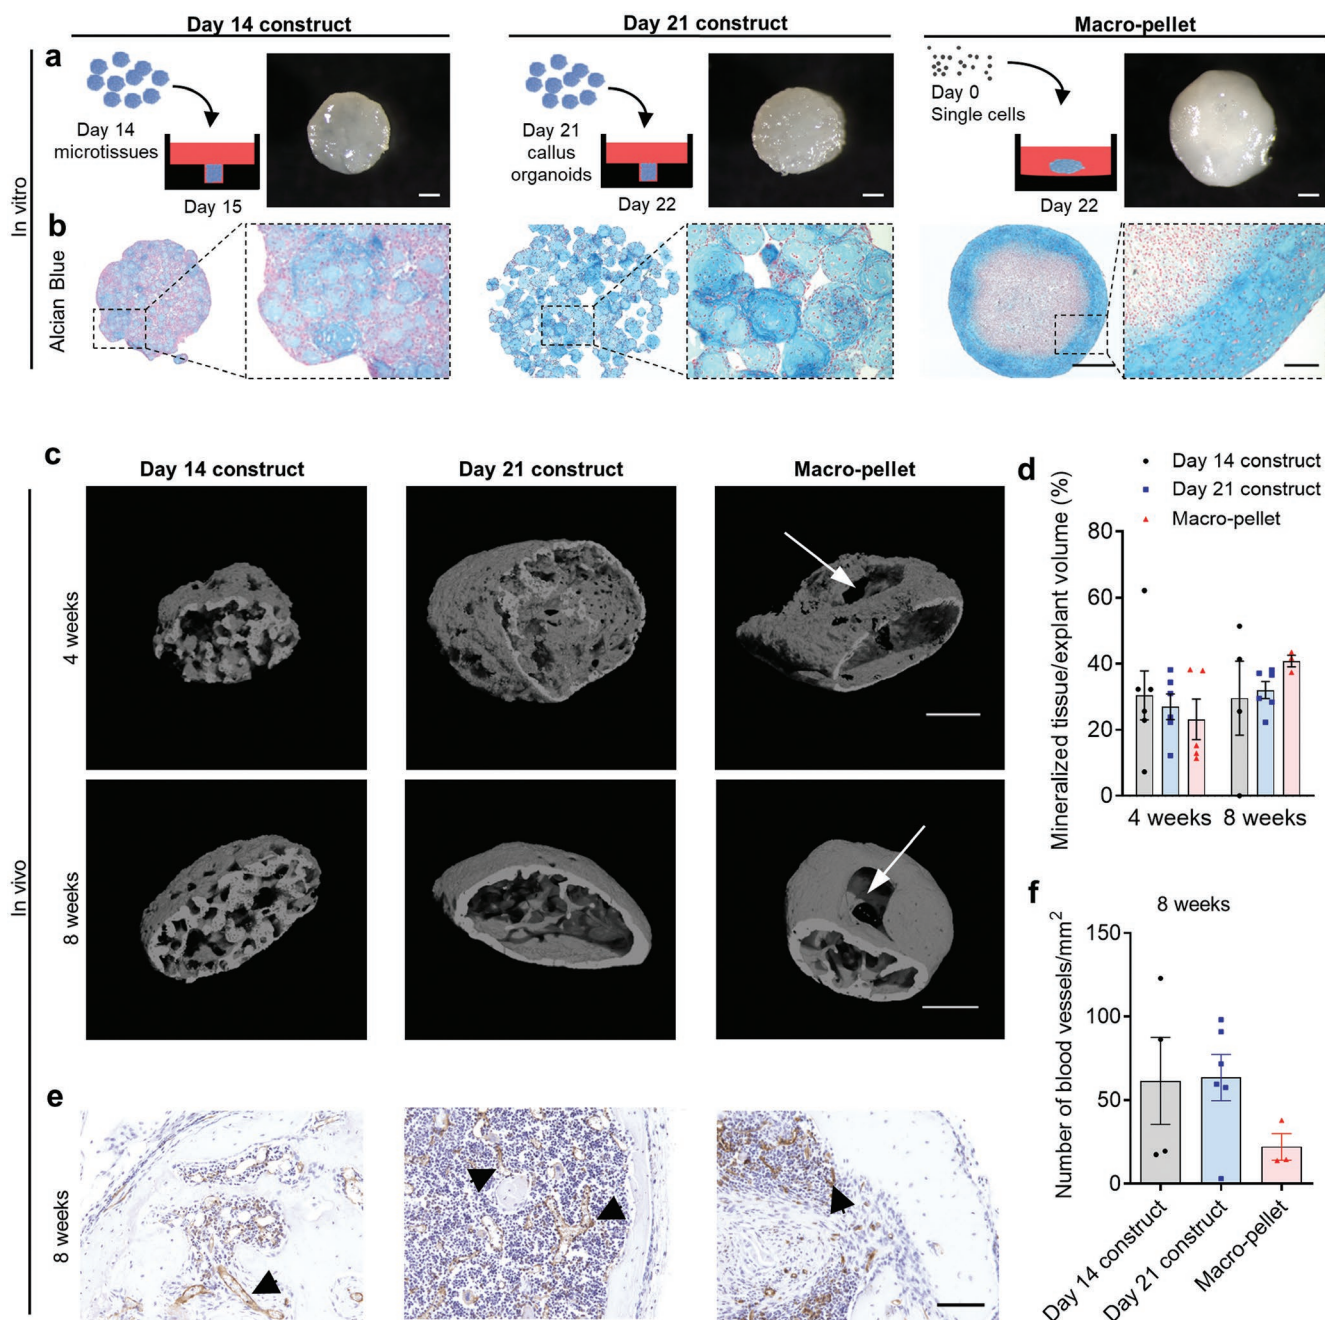 Day 14 construct
Day 21 construct
Macro-pellet
In vitro
a
Day 14
microtissues
Day 15
Day 21
callus
organoids
Day 22
Day 0
Single cells
Day 22
b
Alcian Blue
In vivo
c
Day 14 construct
Day 21 construct
Macro-pellet
4 weeks
8 weeks
d
Day 14 construct
Day 21 construct
Macro-pellet
Mineralized tissue/explant volume (%)
80
60
40
20
0
4 weeks
8 weeks
e
8 weeks
f
8 weeks
Number of blood vessels/mm²
150
100
50
0
Day 14 construct
Day 21 construct
Macro-pellet